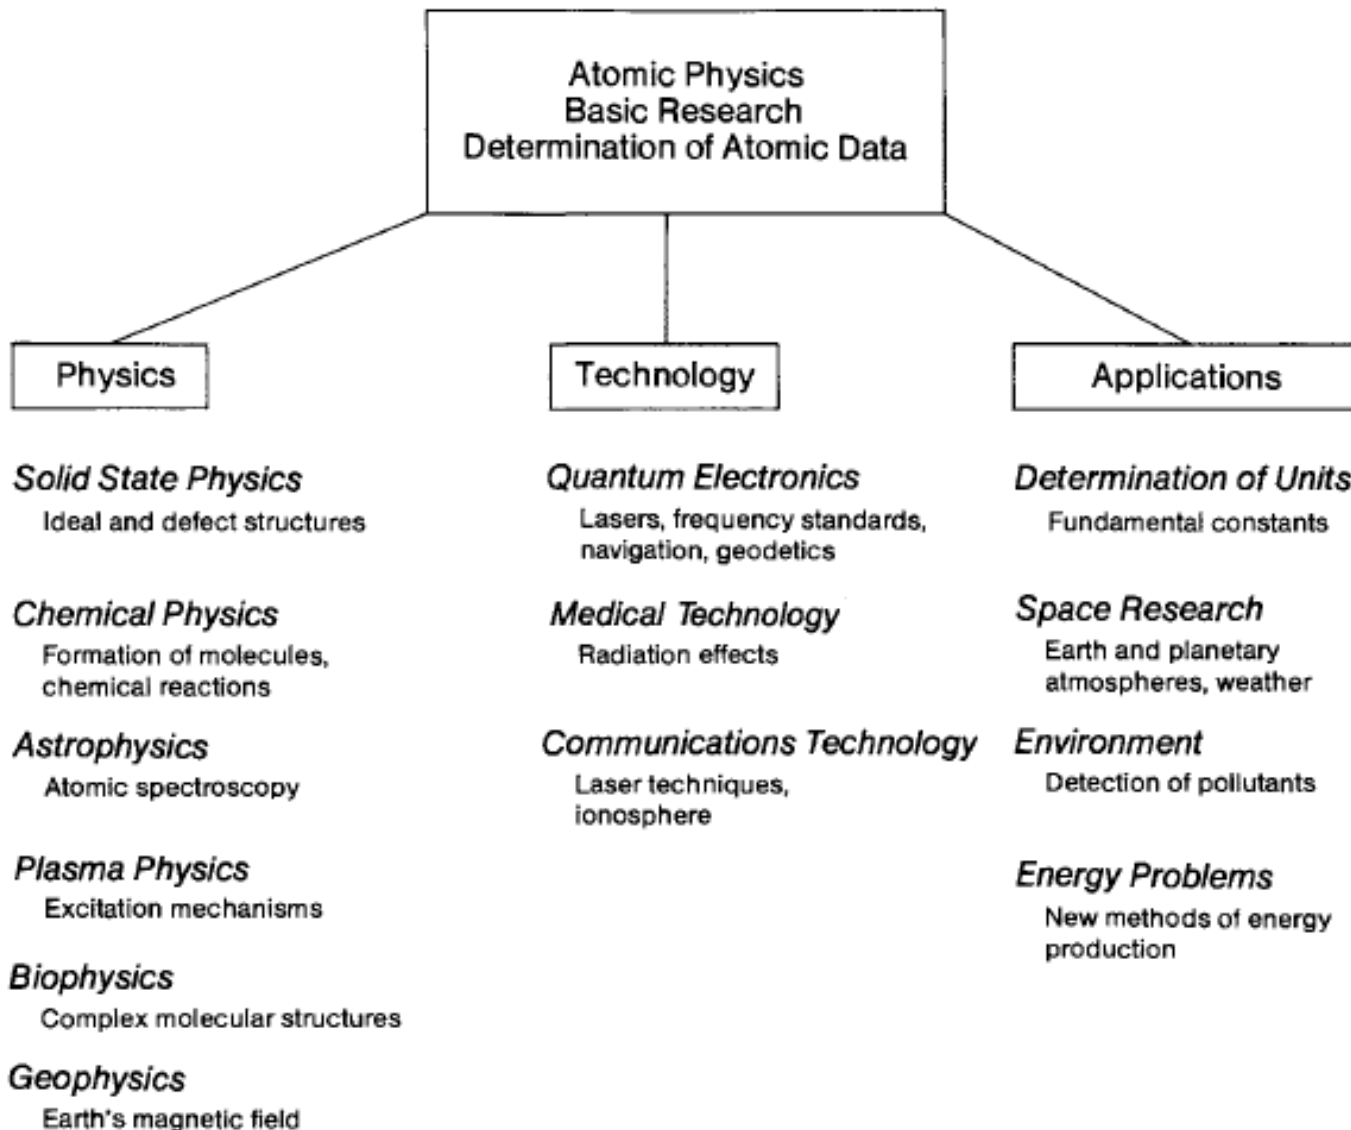 Atomic Physics
Basic Research
Determination of Atomic Data
Physics
Solid State Physics
Ideal and defect structures
Chemical Physics
Formation of molecules,
chemical reactions
Astrophysics
Atomic spectroscopy
Plasma Physics
Excitation mechanisms
Biophysics
Complex molecular structures
Geophysics
Earth's magnetic field
Technology
Quantum Electronics
Lasers, frequency standards,
navigation, geodetics
Medical Technology
Radiation effects
Communications Technology
Laser techniques,
ionosphere
Applications
Determination of Units
Fundamental constants
Space Research
Earth and planetary
atmospheres, weather
Environment
Detection of pollutants
Energy Problems
New methods of energy
production